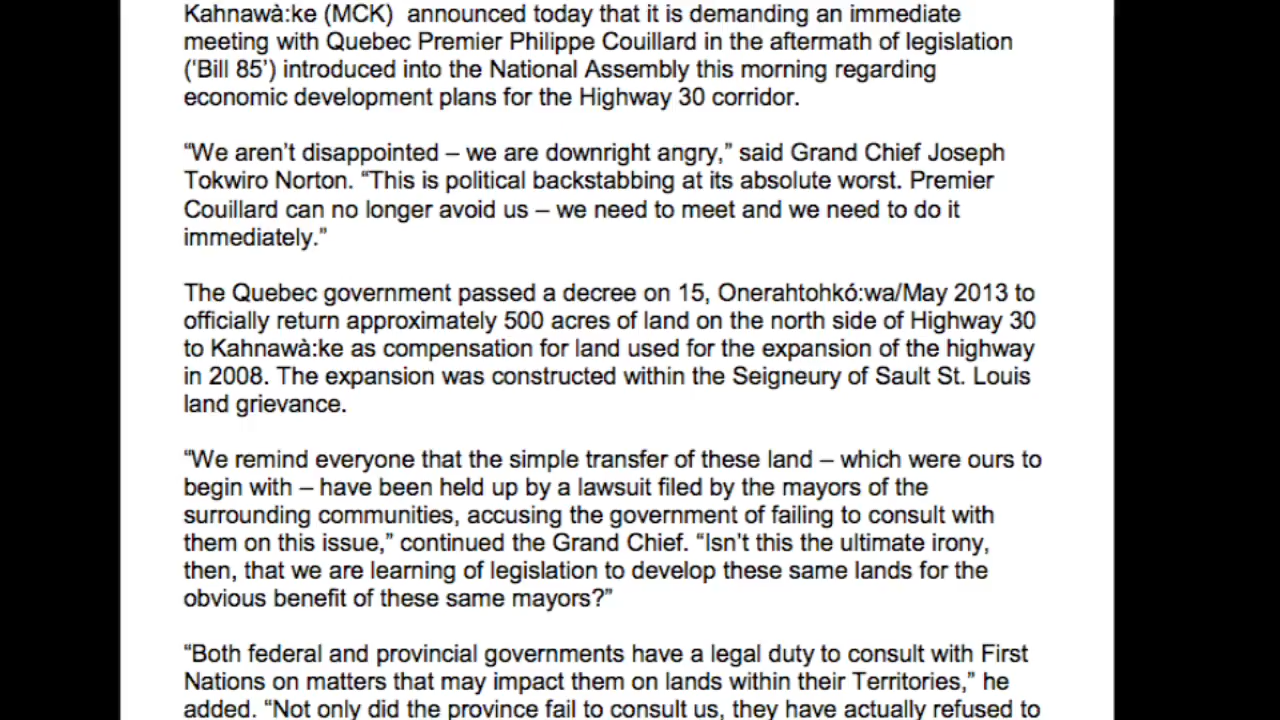 Kahnawà:ke (MCK)  announced today that it is demanding an immediate
meeting with Quebec Premier Philippe Couillard in the aftermath of legislation
(‘Bill 85’) introduced into the National Assembly this morning regarding
economic development plans for the Highway 30 corridor.
“We aren’t disappointed – we are downright angry,” said Grand Chief Joseph
Tokwiro Norton. “This is political backstabbing at its absolute worst. Premier
Couillard can no longer avoid us – we need to meet and we need to do it
immediately.”
The Quebec government passed a decree on 15, Onerahtohkó:wa/May 2013 to
officially return approximately 500 acres of land on the north side of Highway 30
to Kahnawà:ke as compensation for land used for the expansion of the highway
in 2008. The expansion was constructed within the Seigneury of Sault St. Louis
land grievance.
“We remind everyone that the simple transfer of these land – which were ours to
begin with – have been held up by a lawsuit filed by the mayors of the
surrounding communities, accusing the government of failing to consult with
them on this issue,” continued the Grand Chief. “Isn’t this the ultimate irony,
then, that we are learning of legislation to develop these same lands for the
obvious benefit of these same mayors?”
“Both federal and provincial governments have a legal duty to consult with First
Nations on matters that may impact them on lands within their Territories,” he
added. “Not only did the province fail to consult us, they have actually refused to